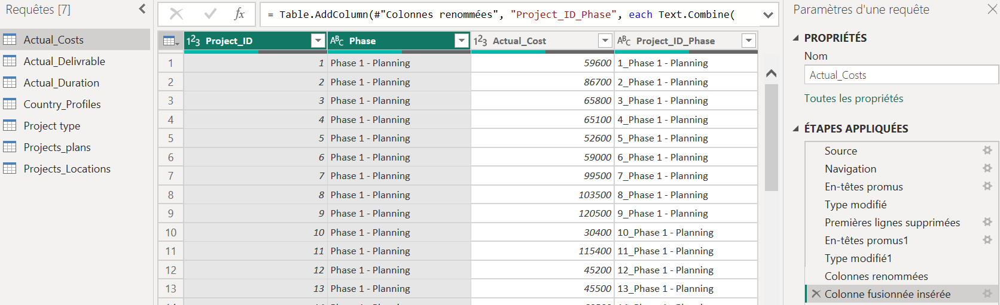 Requêtes [7]
Actual_Costs
Actual_Delivrable
Actual_Duration
Country_Profiles
Project type
Projects_plans
Projects_Locations
fx
= Table.AddColumn(#"Colonnes renommées", "Project_ID_Phase", each Text.Combine(
123 Project_ID ABC Phase 123 Actual_Cost ABC Project_ID_Phase
1 1 Phase 1 - Planning 59600 1_Phase 1 - Planning
2 2 Phase 1 - Planning 86700 2_Phase 1 - Planning
3 3 Phase 1 - Planning 65800 3_Phase 1 - Planning
4 4 Phase 1 - Planning 65100 4_Phase 1 - Planning
5 5 Phase 1 - Planning 52600 5_Phase 1 - Planning
6 6 Phase 1 - Planning 59000 6_Phase 1 - Planning
7 7 Phase 1 - Planning 99500 7_Phase 1 - Planning
8 8 Phase 1 - Planning 103500 8_Phase 1 - Planning
9 9 Phase 1 - Planning 120500 9_Phase 1 - Planning
10 10 Phase 1 - Planning 30400 10_Phase 1 - Planning
11 11 Phase 1 - Planning 115400 11_Phase 1 - Planning
12 12 Phase 1 - Planning 45200 12_Phase 1 - Planning
13 13 Phase 1 - Planning 45500 13_Phase 1 - Planning
Paramètres d'une requête
PROPRIÉTÉS
Nom
Actual_Costs
Toutes les propriétés
ÉTAPES APPLIQUÉES
Source
Navigation
En-têtes promus
Type modifié
Premières lignes supprimées
En-têtes promus1
Type modifié1
Colonnes renommées
Colonne fusionnée insérée